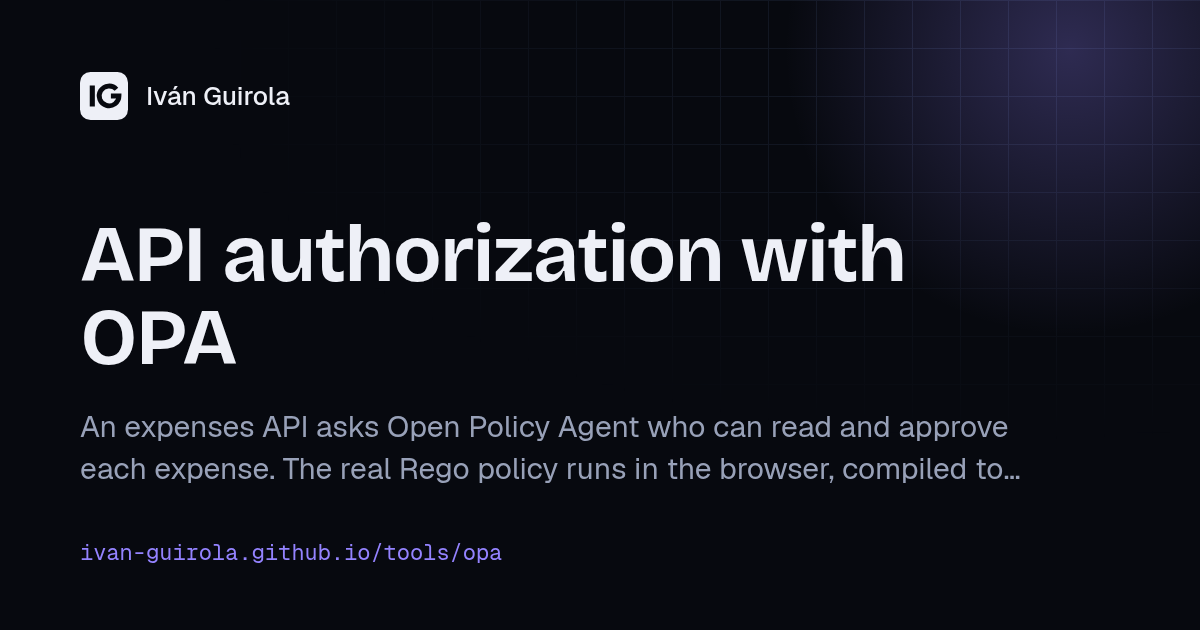 IG
Iván Guirola
API authorization with
OPA
An expenses API asks Open Policy Agent who can read and approve
each expense. The real Rego policy runs in the browser, compiled to…
ivan-guirola.github.io/tools/opa